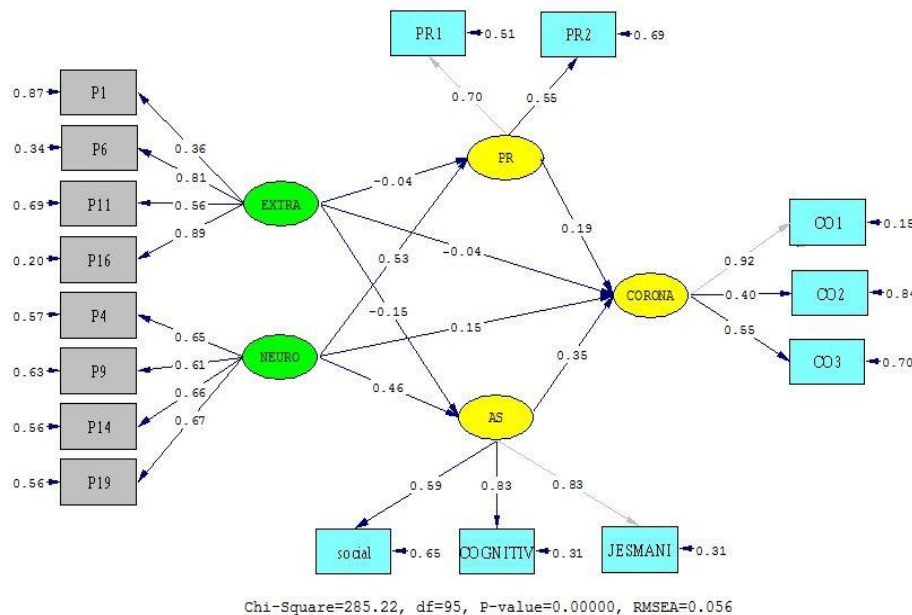 PR1
0.51
PR2
0.69
0.87
P1
0.70
0.55
0.34
P6
0.36
PR
0.81
-0.04
0.69
P11
0.56
EXTRA
0.89
0.19
CO1
0.15
0.20
P16
-0.04
0.53
0.92
CORONA
0.40
CO2
0.84
0.57
P4
-0.15
0.15
0.55
0.65
NEURO
0.35
CO3
0.70
0.63
P9
0.61
0.46
0.66
AS
0.56
P14
0.67
0.56
P19
0.59
0.83
0.83
social
0.65
COGNITIV
0.31
JESMANI
0.31
Chi-Square=285.22, df=95, P-value=0.00000, RMSEA=0.056